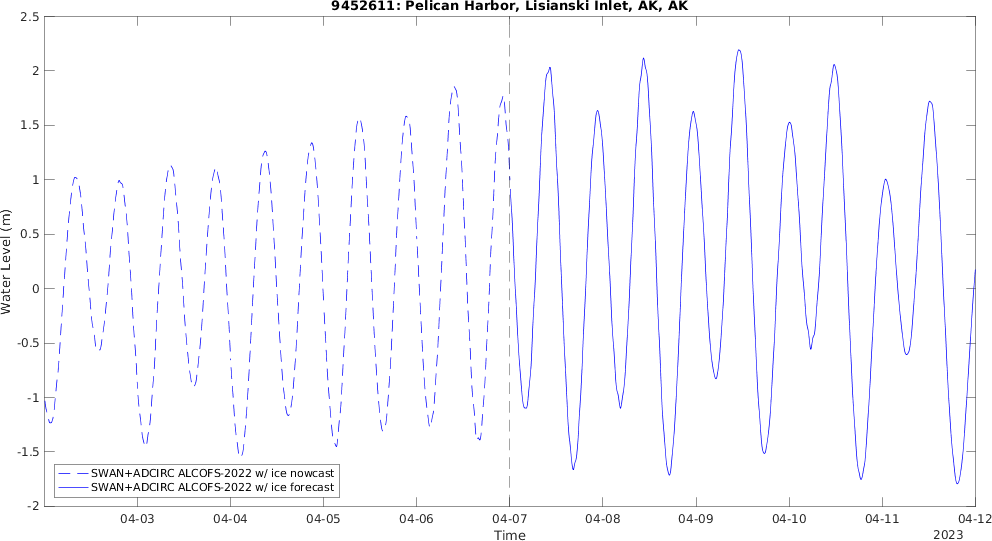 9452611: Pelican Harbor, Lisianski Inlet, AK, AK
Water Level (m)
2.5
2
1.5
1
0.5
0
-0.5
-1
-1.5
-2
SWAN+ADCIRC ALCOFS-2022 w/ ice nowcast
SWAN+ADCIRC ALCOFS-2022 w/ ice forecast
04-03 04-04 04-05 04-06 04-07 04-08 04-09 04-10 04-11 04-12
Time
2023